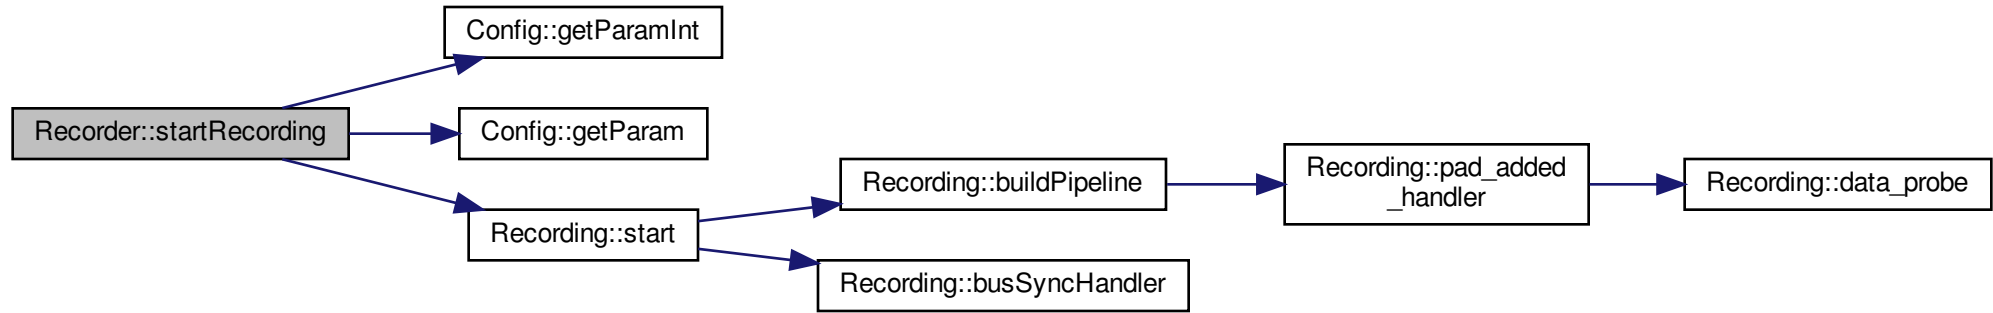 Config::getParamInt
Recorder::startRecording
Config::getParam
Recording::start
Recording::buildPipeline
Recording::busSyncHandler
Recording::pad_added
_handler
Recording::data_probe